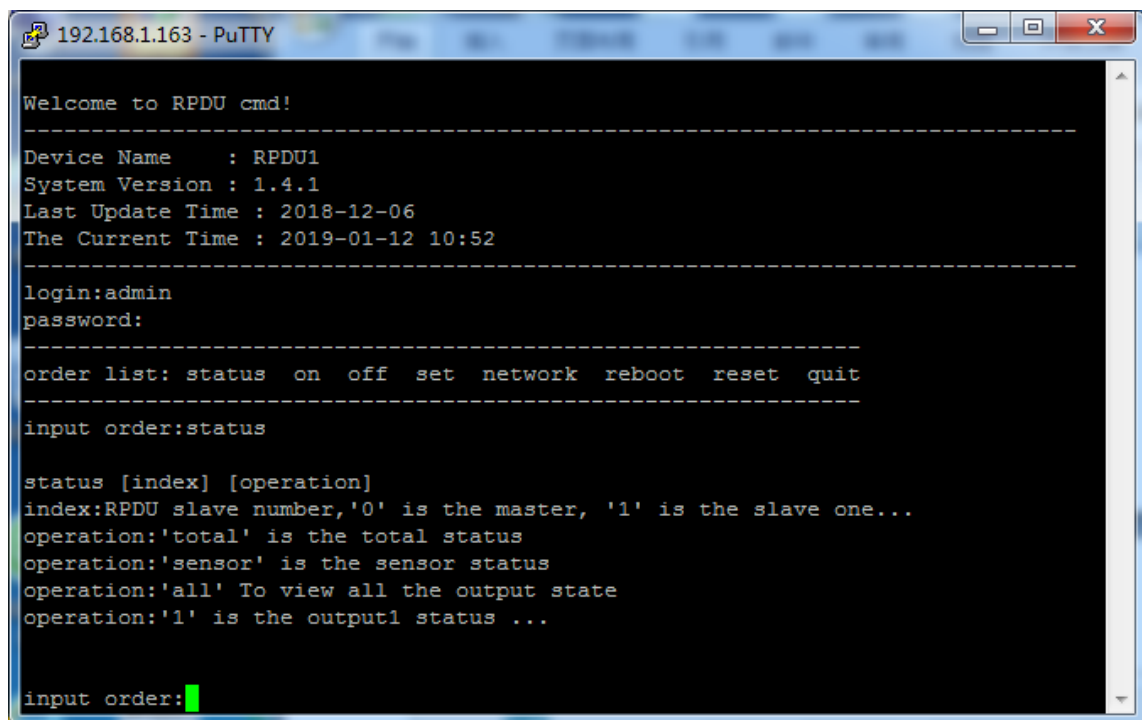 192.168.1.163 - PuTTY
Welcome to RPDU cmd!
------------------------------------------------------------------------------
Device Name    : RPDU1
System Version : 1.4.1
Last Update Time : 2018-12-06
The Current Time : 2019-01-12 10:52
------------------------------------------------------------------------------
login:admin
password:
--------------------------------------------------------------
order list: status  on  off  set  network  reboot  reset  quit
--------------------------------------------------------------
input order:status
status [index] [operation]
index:RPDU slave number,'0' is the master, '1' is the slave one...
operation:'total' is the total status
operation:'sensor' is the sensor status
operation:'all' To view all the output state
operation:'1' is the output1 status ...
input order: